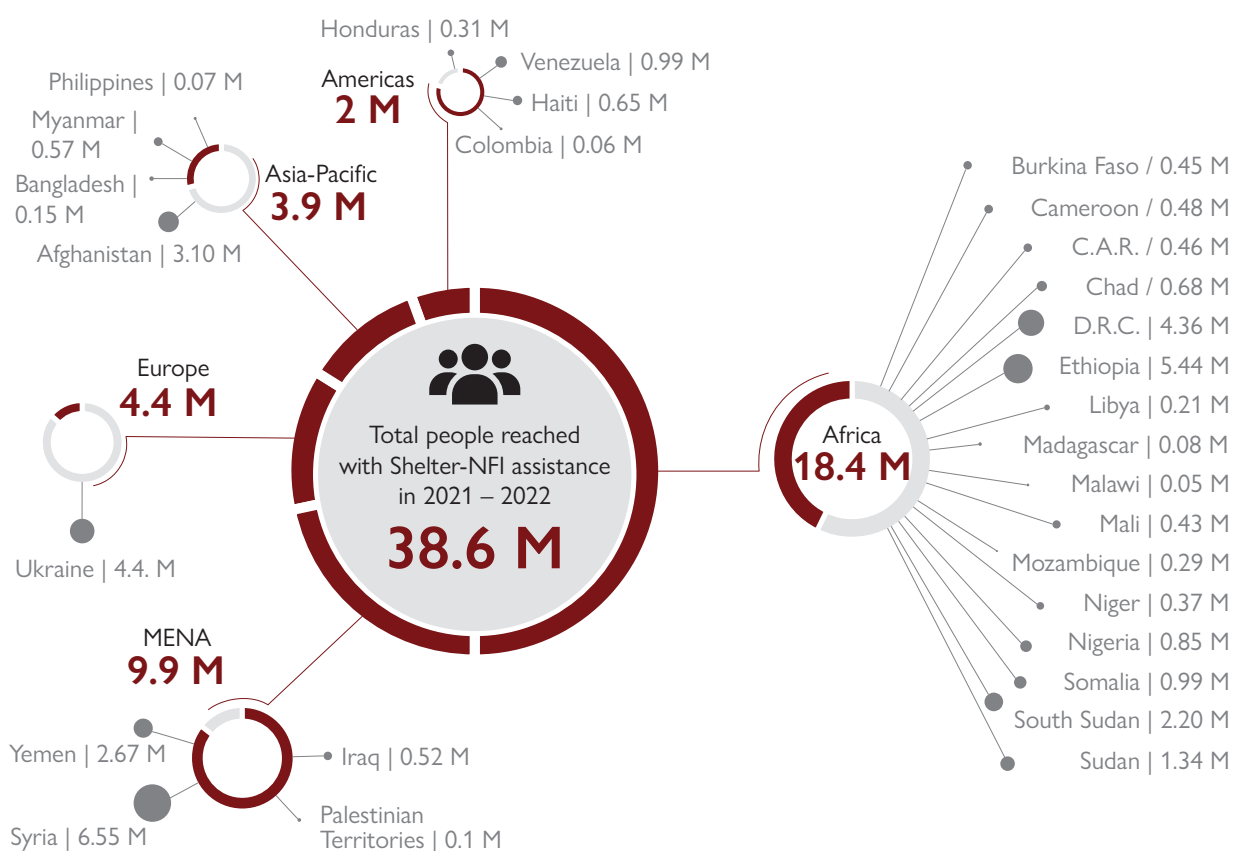 Honduras | 0.31 M
Americas
2 M
Venezuela | 0.99 M
Haiti | 0.65 M
Colombia | 0.06 M
Philippines | 0.07 M
Myanmar |
0.57 M
Bangladesh |
0.15 M
Afghanistan | 3.10 M
Asia-Pacific
3.9 M
Europe
4.4 M
Ukraine | 4.4. M
Total people reached
with Shelter-NFI assistance
in 2021 – 2022
38.6 M
MENA
9.9 M
Yemen | 2.67 M
Syria | 6.55 M
Iraq | 0.52 M
Palestinian
Territories | 0.1 M
Africa
18.4 M
Burkina Faso / 0.45 M
Cameroon / 0.48 M
C.A.R. / 0.46 M
Chad / 0.68 M
D.R.C. | 4.36 M
Ethiopia | 5.44 M
Libya | 0.21 M
Madagascar | 0.08 M
Malawi | 0.05 M
Mali | 0.43 M
Mozambique | 0.29 M
Niger | 0.37 M
Nigeria | 0.85 M
Somalia | 0.99 M
South Sudan | 2.20 M
Sudan | 1.34 M